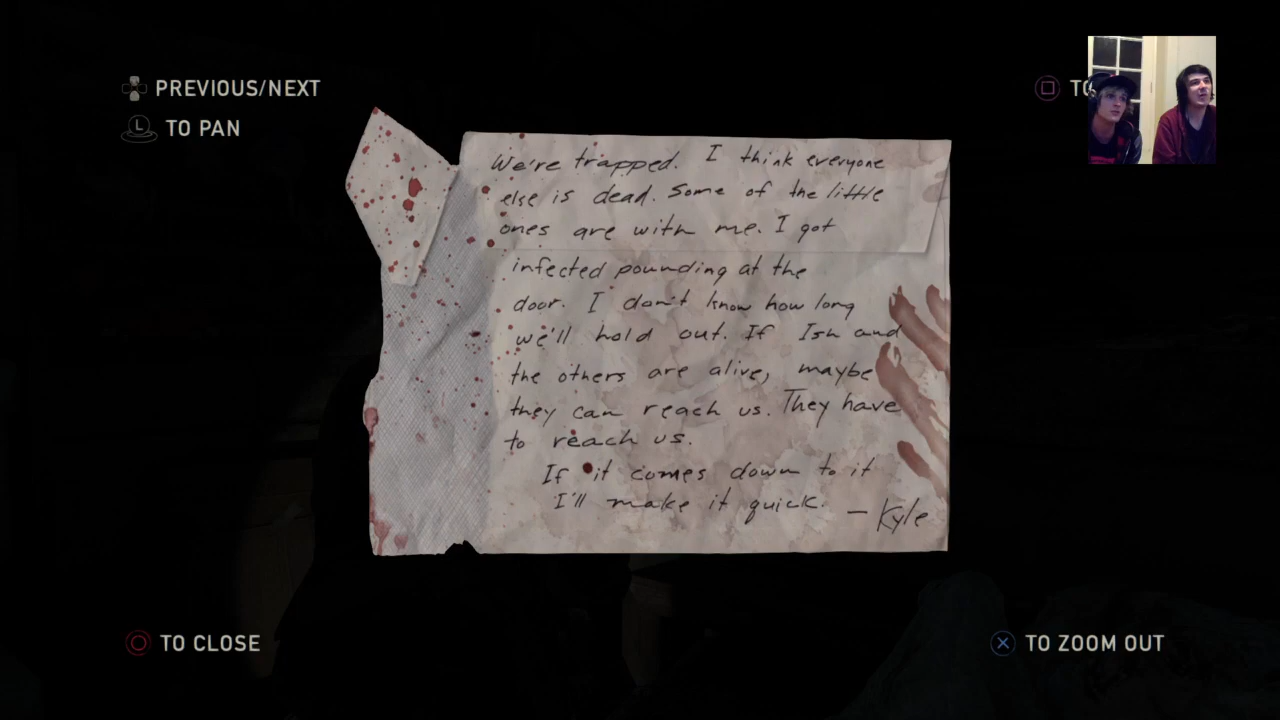 PREVIOUS/NEXT
L TO PAN
TO
We're trapped. I think everyone
else is dead. Some of the little
ones are with me. I got
infected pounding at the
door. I don't know how long
we'll hold out. If Ish and
the others are alive, maybe
they can reach us. They have
to reach us.
If it comes down to it
I'll make it quick. — Kyle
TO CLOSE
TO ZOOM OUT